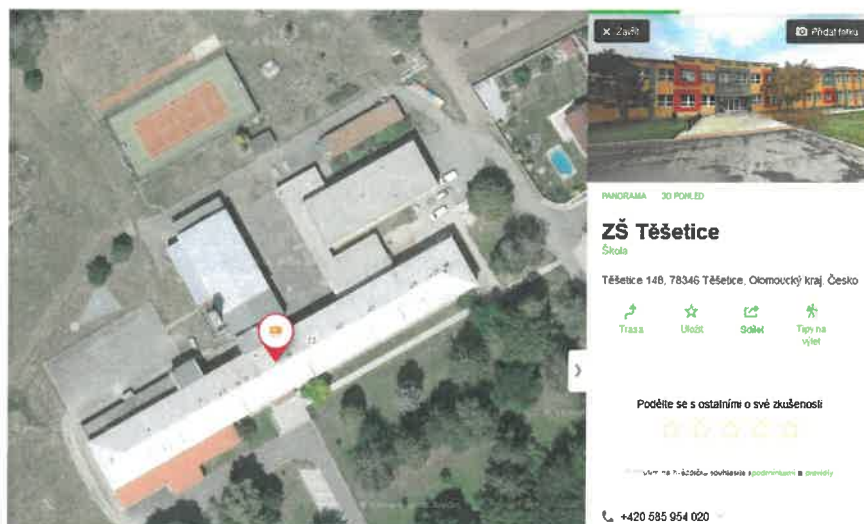 × Zavřít
Přidat fotku
PANORAMA 3D POHLED
ZŠ Těšetice
Škola
Těšetice 148, 78346 Těšetice, Olomoucký kraj, Česko
Trasa
Uložit
Sdílet
Tipy na
výlet
Podělte se s ostatními o své zkušenosti
souhlasíte s podmínkami a pravidly
+420 585 954 020